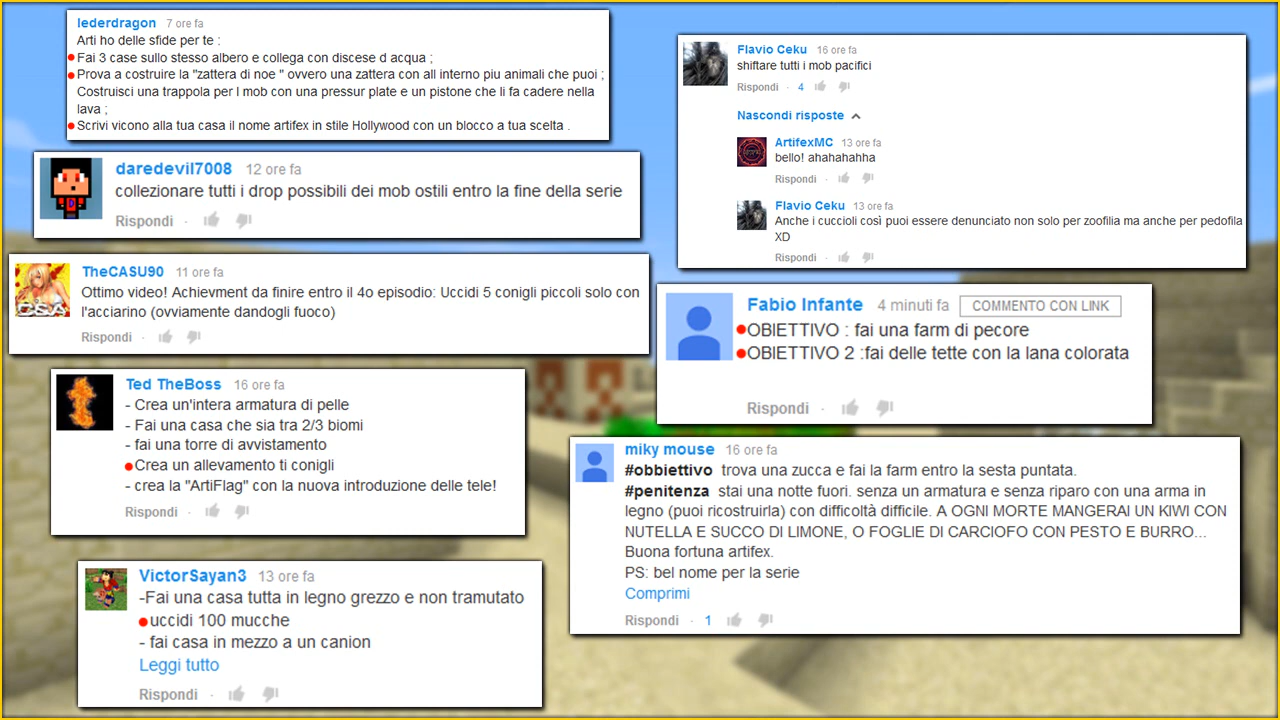 lederdragon 7 ore fa
Arti ho delle sfide per te :
Fai 3 case sullo stesso albero e collega con discese d acqua ;
Prova a costruire la "zattera di noe " ovvero una zattera con all interno piu animali che puoi ;
Costruisci una trappola per I mob con una pressur plate e un pistone che li fa cadere nella
lava ;
Scrivi vicono alla tua casa il nome artifex in stile Hollywood con un blocco a tua scelta .
daredevil7008 12 ore fa
collezionare tutti i drop possibili dei mob ostili entro la fine della serie
Rispondi ·
TheCASU90 11 ore fa
Ottimo video! Achievment da finire entro il 4o episodio: Uccidi 5 conigli piccoli solo con
l'acciarino (ovviamente dandogli fuoco)
Rispondi ·
Ted TheBoss 16 ore fa
- Crea un'intera armatura di pelle
- Fai una casa che sia tra 2/3 biomi
- fai una torre di avvistamento
Crea un allevamento ti conigli
- crea la "ArtiFlag" con la nuova introduzione delle tele!
Rispondi ·
VictorSayan3 13 ore fa
-Fai una casa tutta in legno grezzo e non tramutato
uccidi 100 mucche
- fai casa in mezzo a un canion
Leggi tutto
Rispondi ·
Flavio Ceku 16 ore fa
shiftare tutti i mob pacifici
Rispondi · 4
Nascondi risposte
ArtifexMC 13 ore fa
bello! ahahahahha
Rispondi ·
Flavio Ceku 13 ore fa
Anche i cuccioli così puoi essere denunciato non solo per zoofilia ma anche per pedofila
XD
Rispondi ·
Fabio Infante 4 minuti fa COMMENTO CON LINK
OBIETTIVO : fai una farm di pecore
OBIETTIVO 2 :fai delle tette con la lana colorata
Rispondi ·
miky mouse 16 ore fa
#obbiettivo trova una zucca e fai la farm entro la sesta puntata.
#penitenza stai una notte fuori. senza un armatura e senza riparo con una arma in
legno (puoi ricostruirla) con difficoltà difficile. A OGNI MORTE MANGERAI UN KIWI CON
NUTELLA E SUCCO DI LIMONE, O FOGLIE DI CARCIOFO CON PESTO E BURRO...
Buona fortuna artifex.
PS: bel nome per la serie
Comprimi
Rispondi · 1